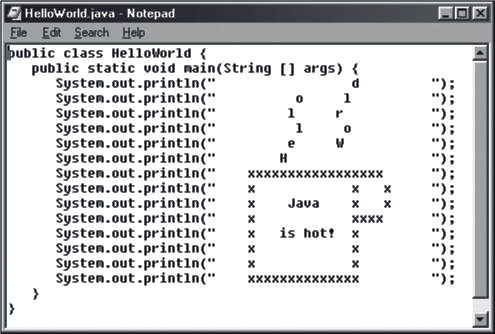 HelloWorld.java - Notepad
File Edit Search Help
public class HelloWorld {
   public static void main(String [] args) {
      System.out.println("                 d         ");
      System.out.println("          o     l          ");
      System.out.println("         l     r           ");
      System.out.println("          l     o          ");
      System.out.println("         e     W           ");
      System.out.println("        H                  ");
      System.out.println("    xxxxxxxxxxxxxxxxx      ");
      System.out.println("    x            x   x     ");
      System.out.println("    x    Java    x   x     ");
      System.out.println("    x            xxxx      ");
      System.out.println("    x   is hot!  x         ");
      System.out.println("    x            x         ");
      System.out.println("    x            x         ");
      System.out.println("    xxxxxxxxxxxxxx         ");
   }
}